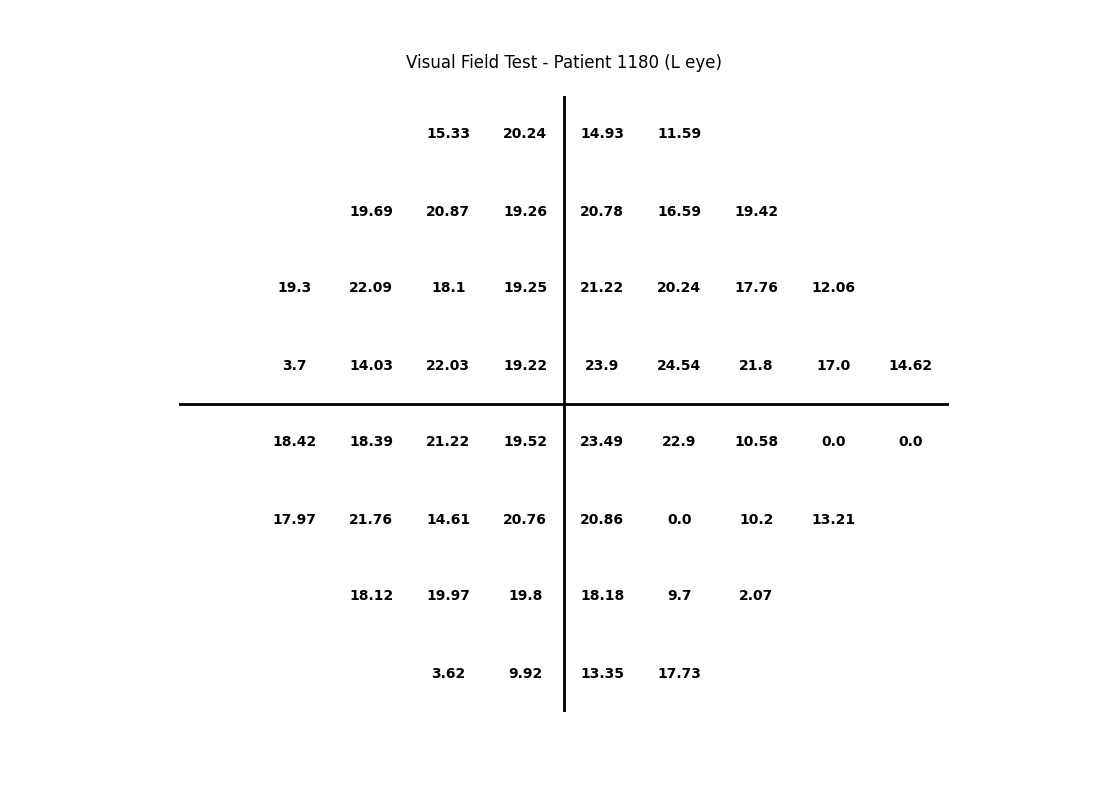 Visual Field Test - Patient 1180 (L eye)
15.33 20.24 14.93 11.59
19.69 20.87 19.26 20.78 16.59 19.42
19.3 22.09 18.1 19.25 21.22 20.24 17.76 12.06
3.7 14.03 22.03 19.22 23.9 24.54 21.8 17.0 14.62
18.42 18.39 21.22 19.52 23.49 22.9 10.58 0.0 0.0
17.97 21.76 14.61 20.76 20.86 0.0 10.2 13.21
18.12 19.97 19.8 18.18 9.7 2.07
3.62 9.92 13.35 17.73